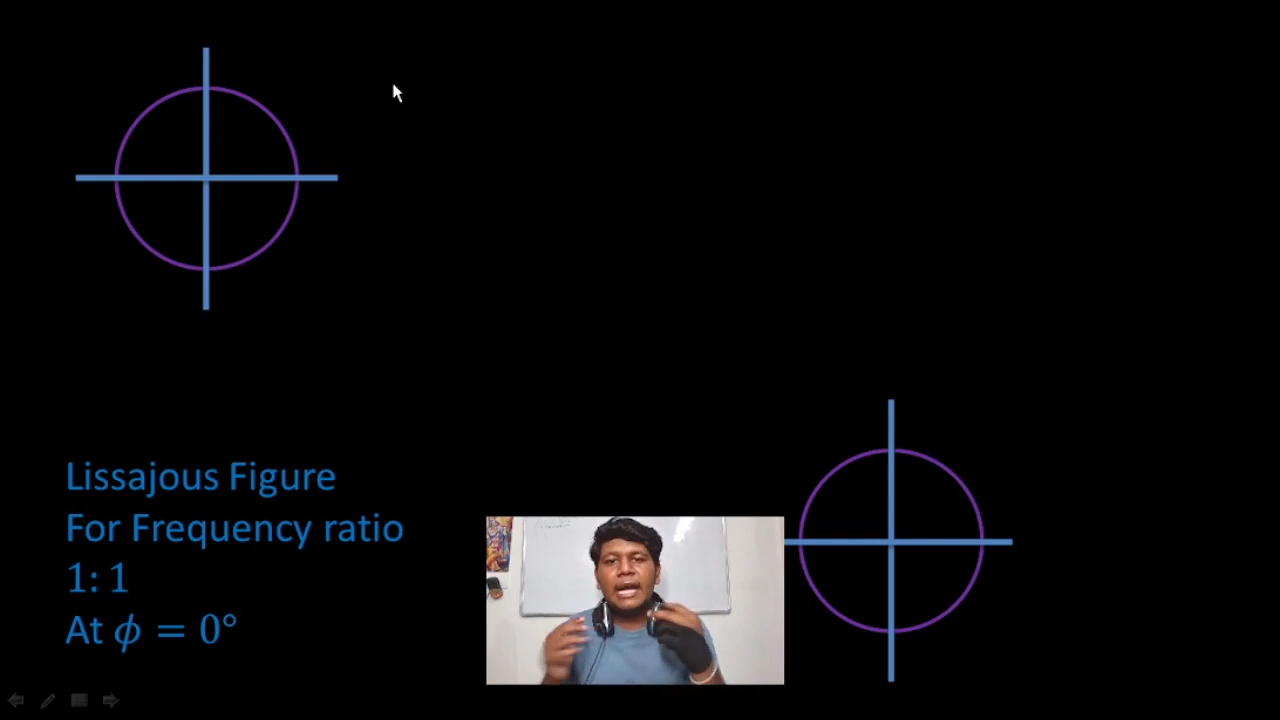 Lissajous Figure
For Frequency ratio
1: 1
At ϕ = 0°